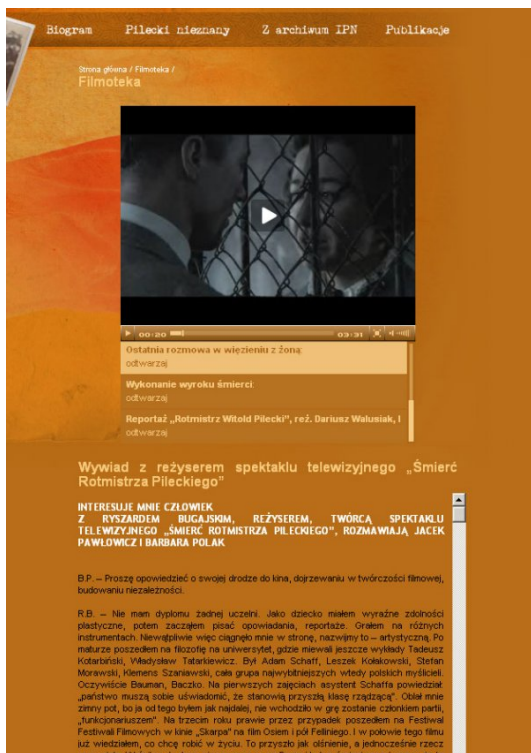 Biogram Pilecki nieznany Z archiwum IPN Publikacje
Strona główna / Filmoteka /
Filmoteka
00:20 03:31
Ostatnia rozmowa w więzieniu z żoną:
odtwarzaj
Wykonanie wyroku śmierci:
odtwarzaj
Reportaż „Rotmistrz Witold Pilecki”, reż. Dariusz Walusiak, I
odtwarzaj
Wywiad z reżyserem spektaklu telewizyjnego „Śmierć
Rotmistrza Pileckiego”
INTERESUJE MNIE CZŁOWIEK
Z RYSZARDEM BUGAJSKIM, REŻYSEREM, TWÓRCĄ SPEKTAKLU
TELEWIZYJNEGO „ŚMIERĆ ROTMISTRZA PILECKIEGO”, ROZMAWIAJĄ JACEK
PAWŁOWICZ I BARBARA POLAK
B.P. – Proszę opowiedzieć o swojej drodze do kina, dojrzewaniu w twórczości filmowej,
budowaniu niezależności.
R.B. – Nie mam dyplomu żadnej uczelni. Jako dziecko miałem wyraźne zdolności
plastyczne, potem zacząłem pisać opowiadania, reportaże. Grałem na różnych
instrumentach. Niewątpliwie więc ciągnęło mnie w stronę, nazwijmy to – artystyczną. Po
maturze poszedłem na filozofię na uniwersytet, gdzie miewali jeszcze wykłady Tadeusz
Kotarbiński, Władysław Tatarkiewicz. Był Adam Schaff, Leszek Kołakowski, Stefan
Morawski, Klemens Szaniawski, cała grupa najwybitniejszych wtedy polskich myślicieli.
Oczywiście Bauman, Baczko. Na pierwszych zajęciach asystent Schaffa powiedział:
„państwo muszą sobie uświadomić, że stanowią przyszłą klasę rządzącą”. Oblał mnie
zimny pot, bo ja od tego byłem jak najdalej, nie wchodziło w grę zostanie członkiem partii,
„funkcjonariuszem”. Na trzecim roku prawie przez przypadek poszedłem na Festiwal
Festiwali Filmowych w kinie „Skarpa” na film Osiem i pół Felliniego. I w połowie tego filmu
już wiedziałem, co chcę robić w życiu. To przyszło jak olśnienie, a jednocześnie rzecz